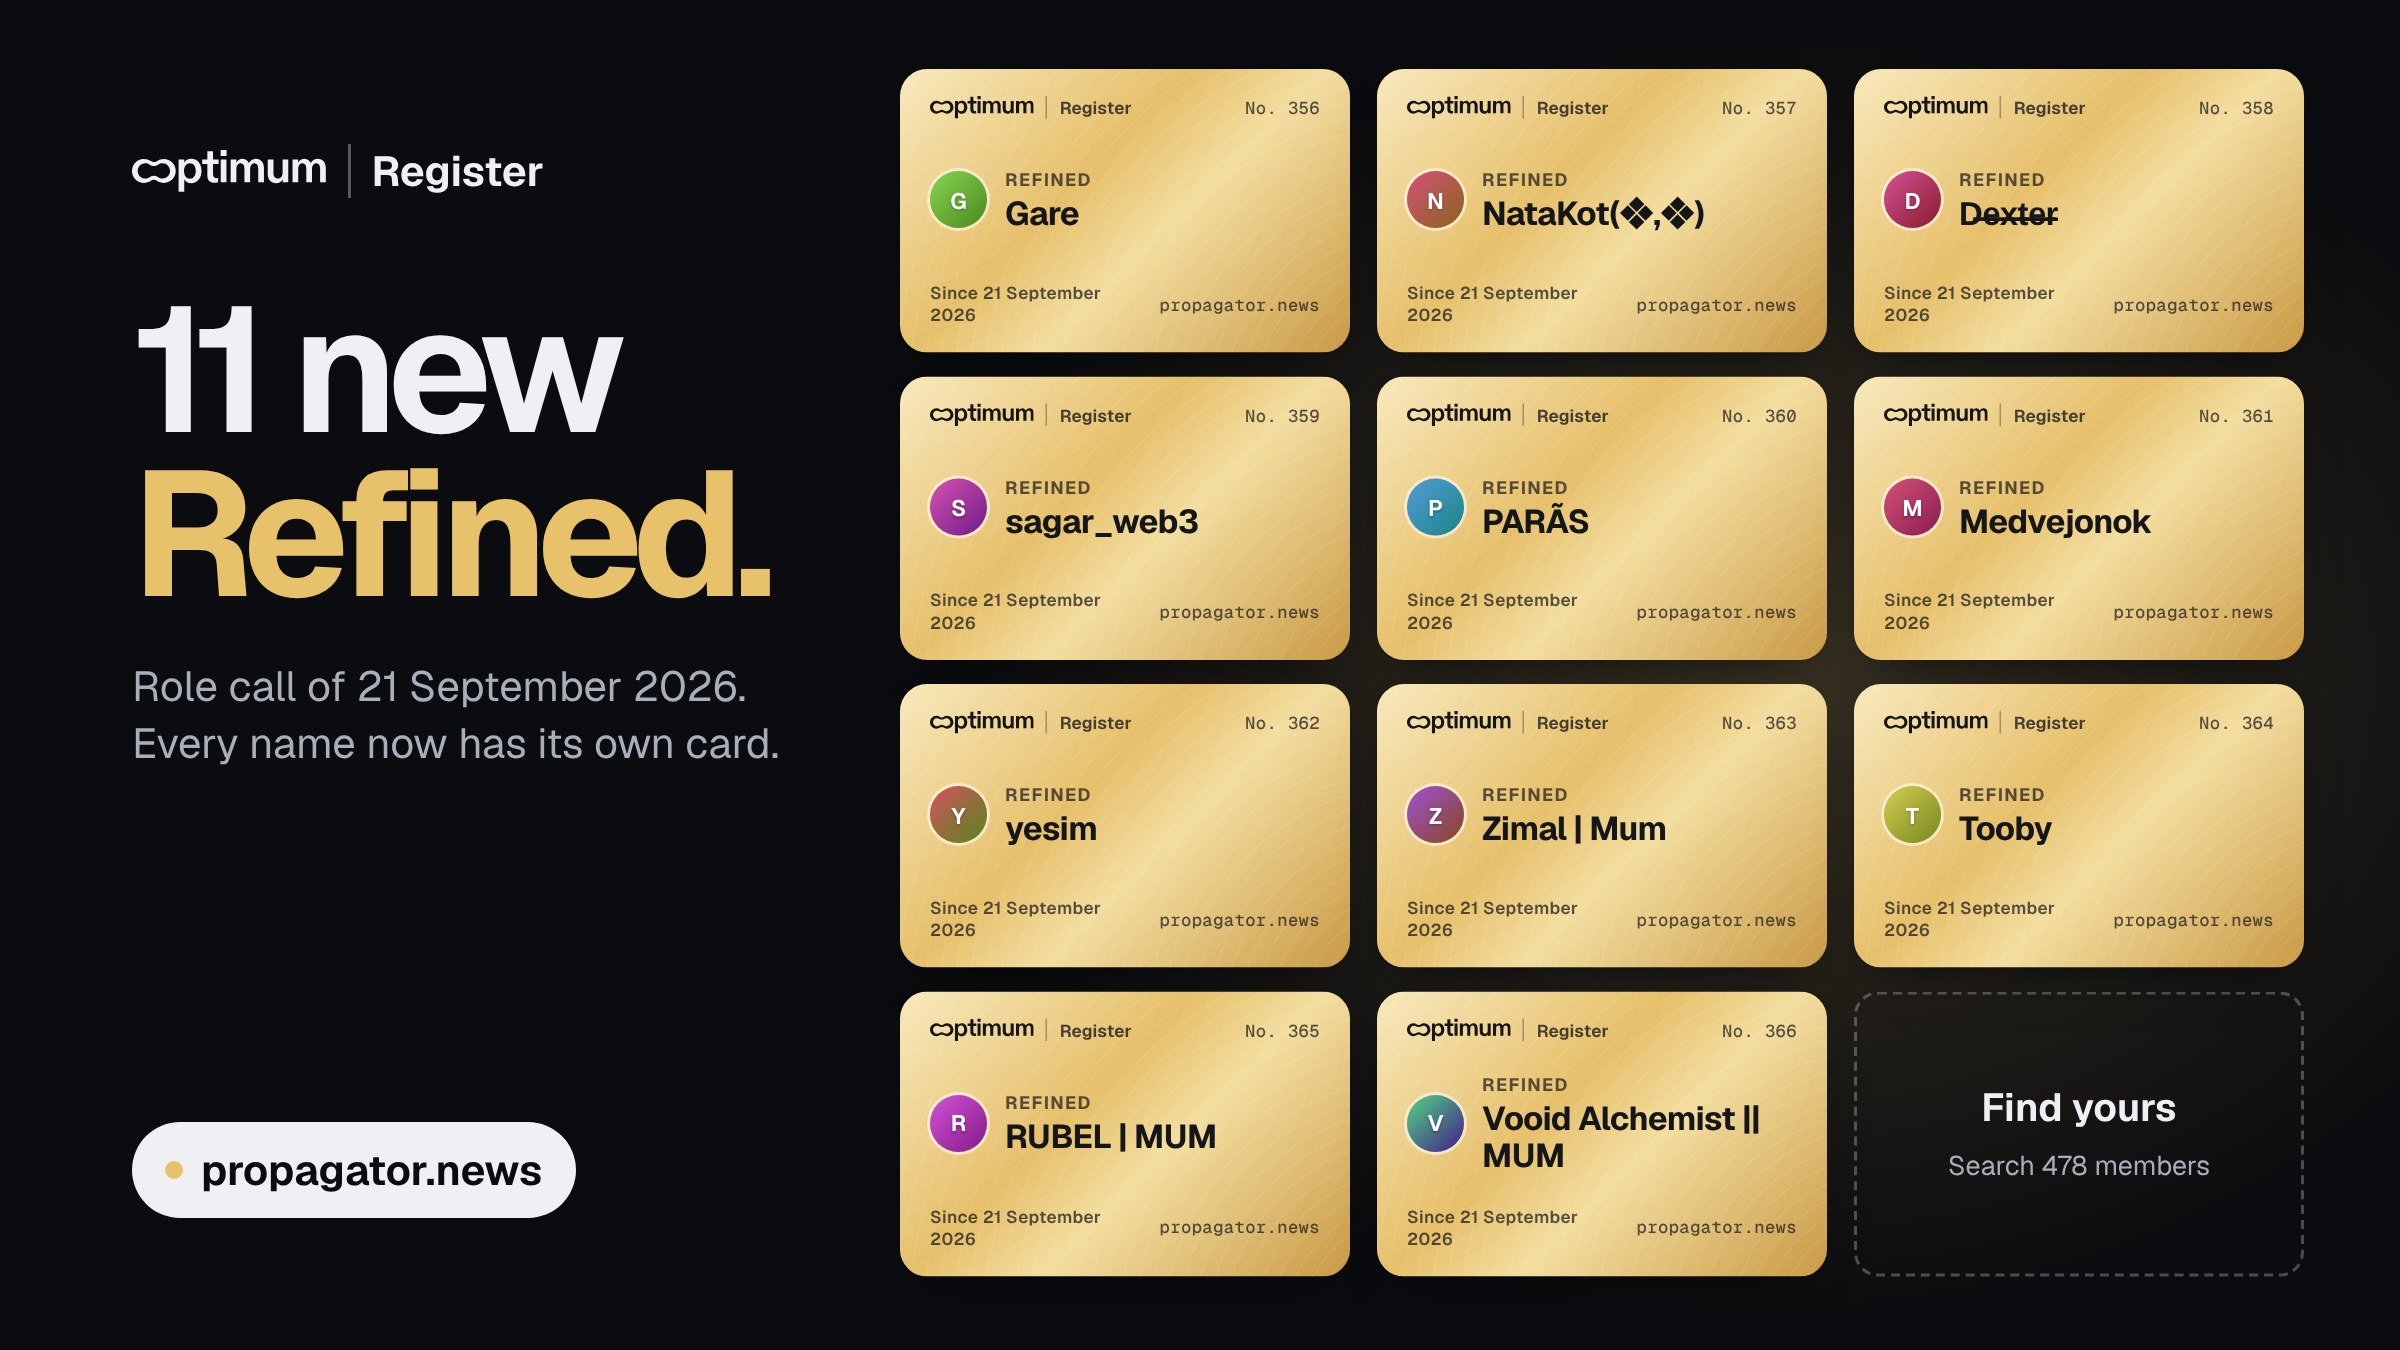 optimum | Register
11 new
Refined.
Role call of 21 September 2026.
Every name now has its own card.
propagator.news
optimum | Register No. 356
G
REFINED
Gare
Since 21 September
2026
propagator.news
optimum | Register No. 357
N
REFINED
NataKot(❖,❖)
Since 21 September
2026
propagator.news
optimum | Register No. 358
D
REFINED
Dexter
Since 21 September
2026
propagator.news
optimum | Register No. 359
S
REFINED
sagar_web3
Since 21 September
2026
propagator.news
optimum | Register No. 360
P
REFINED
PARÃS
Since 21 September
2026
propagator.news
optimum | Register No. 361
M
REFINED
Medvejonok
Since 21 September
2026
propagator.news
optimum | Register No. 362
Y
REFINED
yesim
Since 21 September
2026
propagator.news
optimum | Register No. 363
Z
REFINED
Zimal | Mum
Since 21 September
2026
propagator.news
optimum | Register No. 364
T
REFINED
Tooby
Since 21 September
2026
propagator.news
optimum | Register No. 365
R
REFINED
RUBEL | MUM
Since 21 September
2026
propagator.news
optimum | Register No. 366
V
REFINED
Vooid Alchemist ||
MUM
Since 21 September
2026
propagator.news
Find yours
Search 478 members